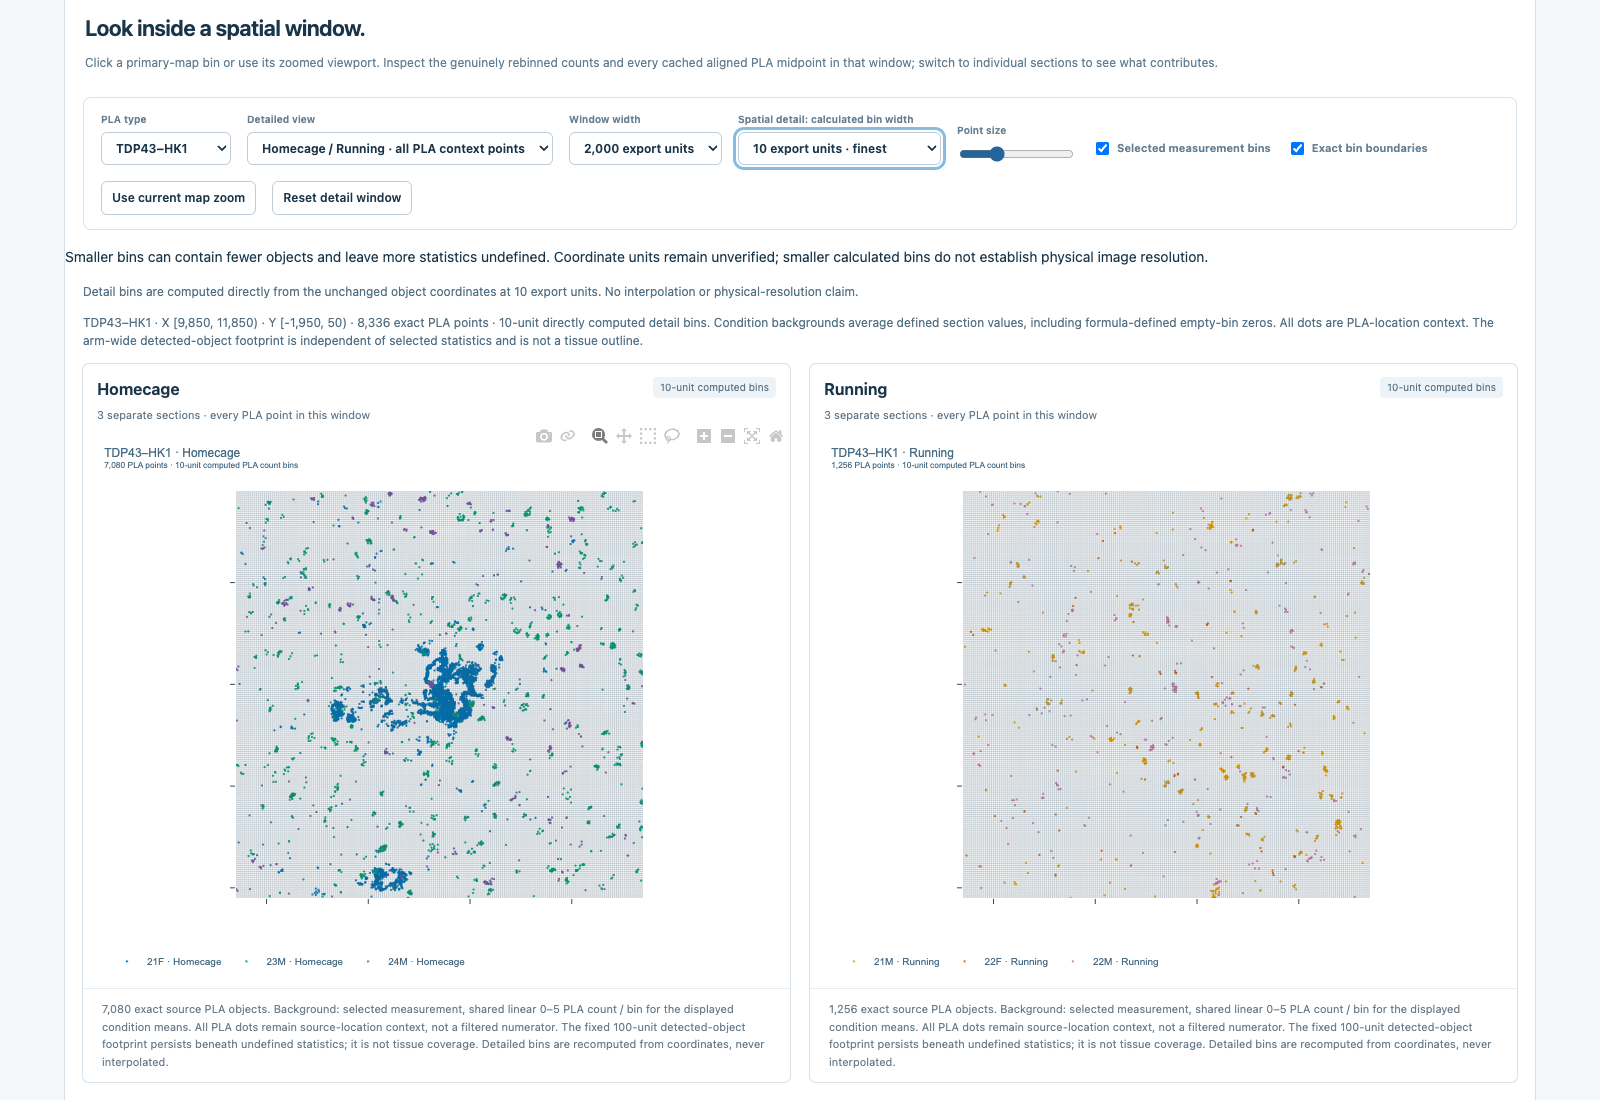 Look inside a spatial window.
Click a primary-map bin or use its zoomed viewport. Inspect the genuinely rebinned counts and every cached aligned PLA midpoint in that window; switch to individual sections to see what contributes.
PLA type
Detailed view
Window width
Spatial detail: calculated bin width
Point size
TDP43–HK1
Homecage / Running · all PLA context points
2,000 export units
10 export units · finest
Selected measurement bins
Exact bin boundaries
Use current map zoom
Reset detail window
Smaller bins can contain fewer objects and leave more statistics undefined. Coordinate units remain unverified; smaller calculated bins do not establish physical image resolution.
Detail bins are computed directly from the unchanged object coordinates at 10 export units. No interpolation or physical-resolution claim.
TDP43–HK1 · X [9,850, 11,850) · Y [-1,950, 50) · 8,336 exact PLA points · 10-unit directly computed detail bins. Condition backgrounds average defined section values, including formula-defined empty-bin zeros. All dots are PLA-location context. The
arm-wide detected-object footprint is independent of selected statistics and is not a tissue outline.
Homecage
10-unit computed bins
3 separate sections · every PLA point in this window
TDP43–HK1 · Homecage
7,080 PLA points · 10-unit computed PLA count bins
21F · Homecage
23M · Homecage
24M · Homecage
7,080 exact source PLA objects. Background: selected measurement, shared linear 0–5 PLA count / bin for the displayed
condition means. All PLA dots remain source-location context, not a filtered numerator. The fixed 100-unit detected-object
footprint persists beneath undefined statistics; it is not tissue coverage. Detailed bins are recomputed from coordinates, never
interpolated.
Running
10-unit computed bins
3 separate sections · every PLA point in this window
TDP43–HK1 · Running
1,256 PLA points · 10-unit computed PLA count bins
21M · Running
22F · Running
22M · Running
1,256 exact source PLA objects. Background: selected measurement, shared linear 0–5 PLA count / bin for the displayed
condition means. All PLA dots remain source-location context, not a filtered numerator. The fixed 100-unit detected-object
footprint persists beneath undefined statistics; it is not tissue coverage. Detailed bins are recomputed from coordinates, never
interpolated.